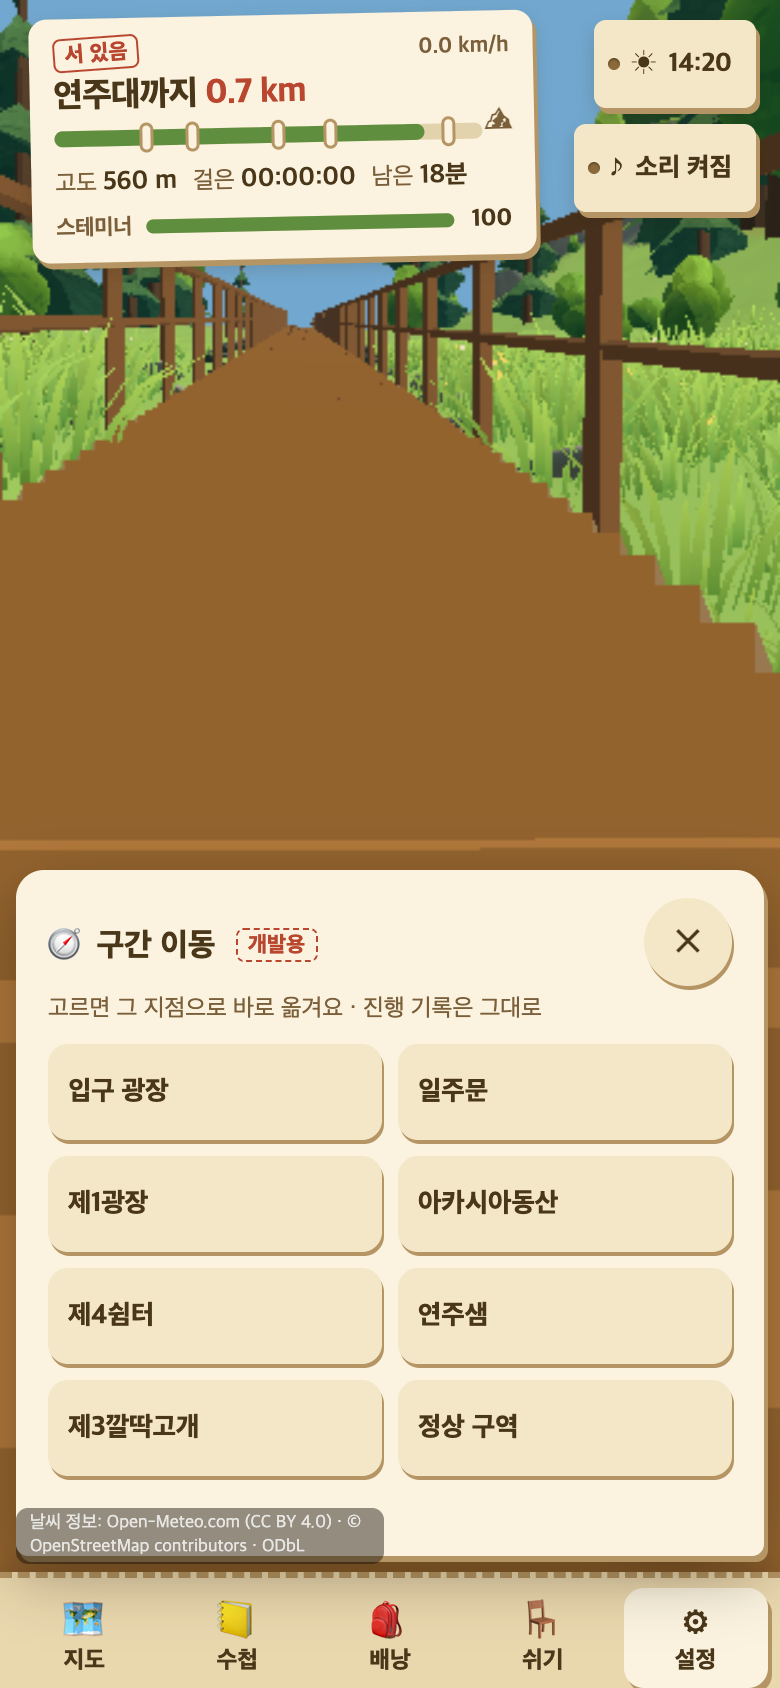 서 있음
0.0 km/h
연주대까지 0.7 km
고도 560 m 걸은 00:00:00 남은 18분
스테미너 100
14:20
♪ 소리 켜짐
구간 이동 개발용
고르면 그 지점으로 바로 옮겨요 · 진행 기록은 그대로
입구 광장
일주문
제1광장
아카시아동산
제4쉼터
연주샘
제3깔딱고개
정상 구역
날씨 정보: Open-Meteo.com (CC BY 4.0) · ©
OpenStreetMap contributors · ODbL
지도
수첩
배낭
쉬기
설정